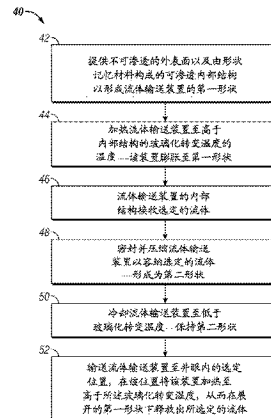 40
42
提供不可渗透的外表面以及由形状
记忆材料构成的可渗透内部结构
以形成流体输送装置的第一形状
44
加热流体输送装置至高于
内部结构的玻璃化转变温度的
温度----该装置膨胀至第一形状
46
流体输送装置的内部
结构接收选定的流体
48
密封并压缩流体输送
装置以容纳选定的流体
----形成为第二形状
50
冷却流体输送装置至低于
玻璃化转变温度--保持第二形状
52
输送流体输送装置至井眼内的选定
位置，在该位置将该装置加热至
高于所述玻璃化转变温度，从而在展
开的第一形状下释放出所选定的流体